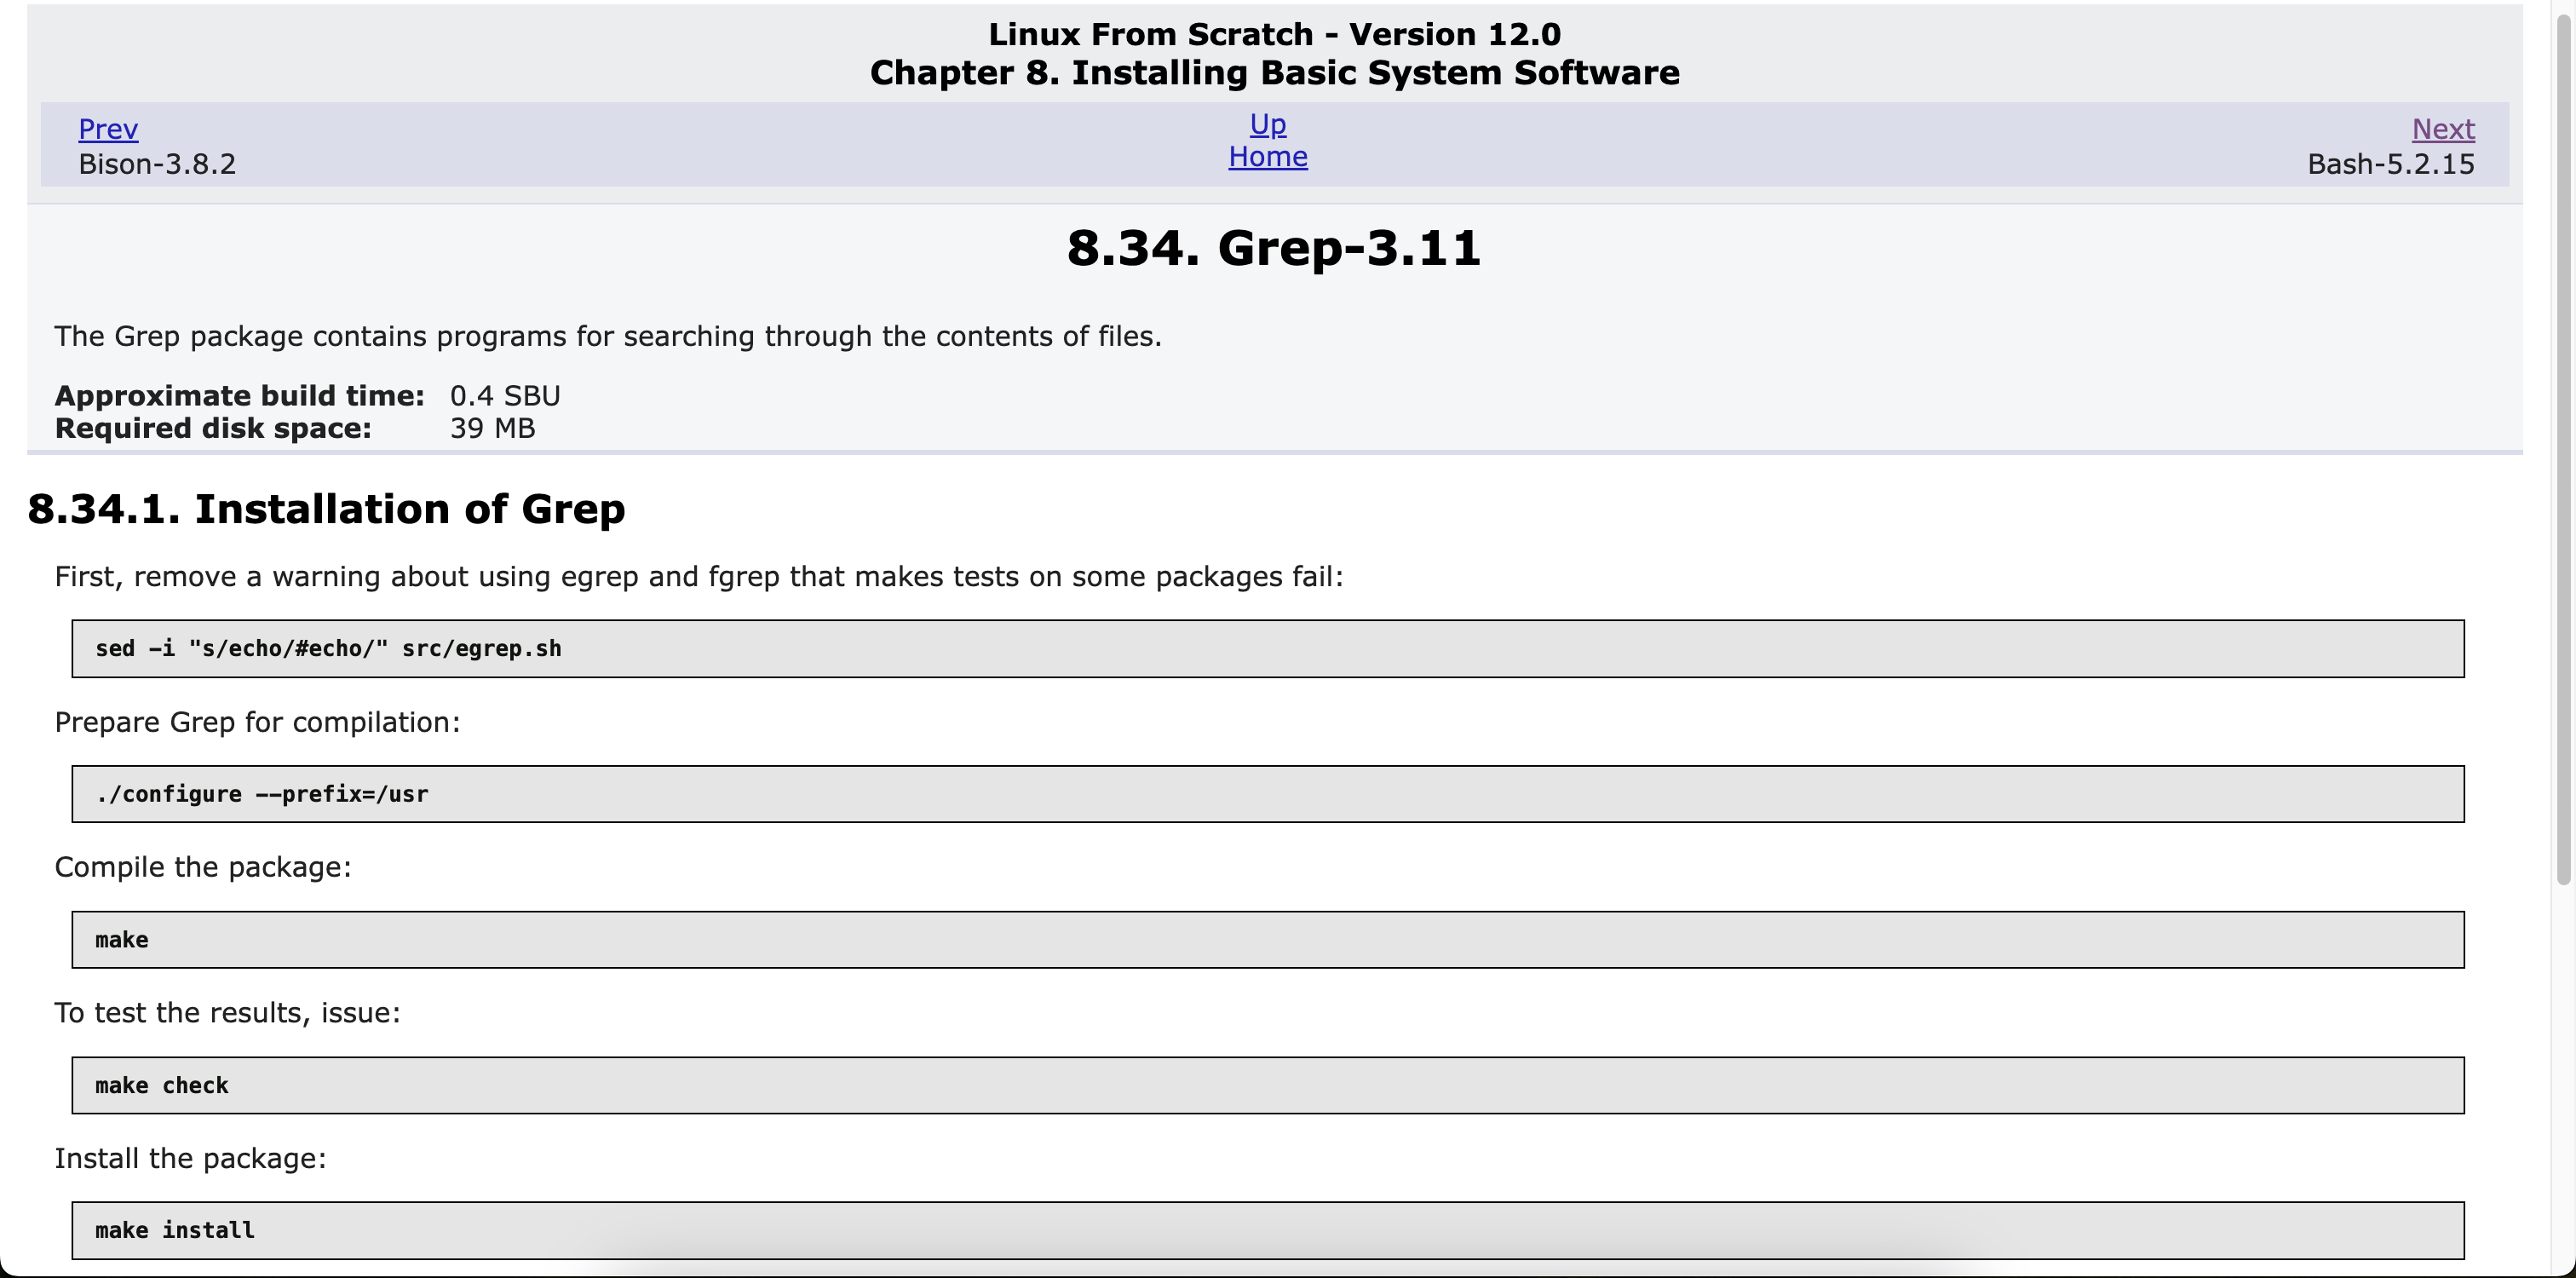 Linux From Scratch - Version 12.0
Chapter 8. Installing Basic System Software
Prev
Bison-3.8.2
Up
Home
Next
Bash-5.2.15
8.34. Grep-3.11
The Grep package contains programs for searching through the contents of files.
Approximate build time: 0.4 SBU
Required disk space: 39 MB
8.34.1. Installation of Grep
First, remove a warning about using egrep and fgrep that makes tests on some packages fail:
sed -i "s/echo/#echo/" src/egrep.sh
Prepare Grep for compilation:
./configure --prefix=/usr
Compile the package:
make
To test the results, issue:
make check
Install the package:
make install